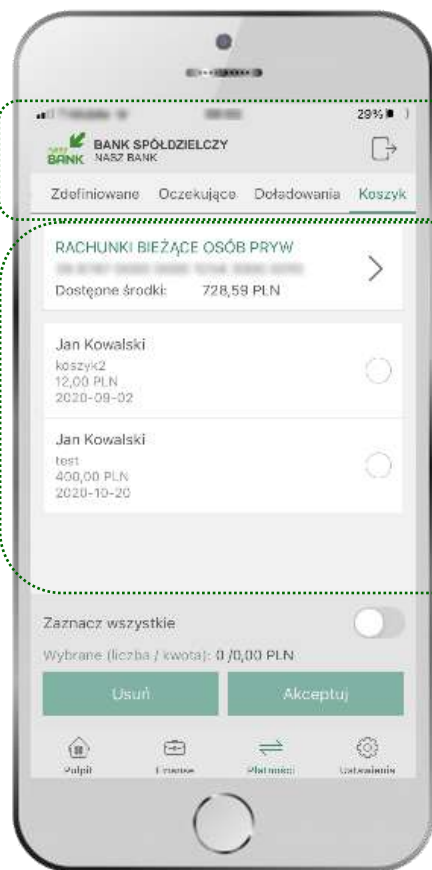 29%
BANK SPÓŁDZIELCZY
NASZ BANK
BANK
Zdefiniowane Oczekujące Doładowania Koszyk
RACHUNKI BIEŻĄCE OSÓB PRYW
Dostępne środki: 728,59 PLN
Jan Kowalski
koszyk2
12,00 PLN
2020-09-02
Jan Kowalski
test
400,00 PLN
2020-10-20
Zaznacz wszystkie
Wybrane (liczba / kwota): 0 /0,00 PLN
Usuń Akceptuj
Pulpit Finanse Płatności Ustawienia